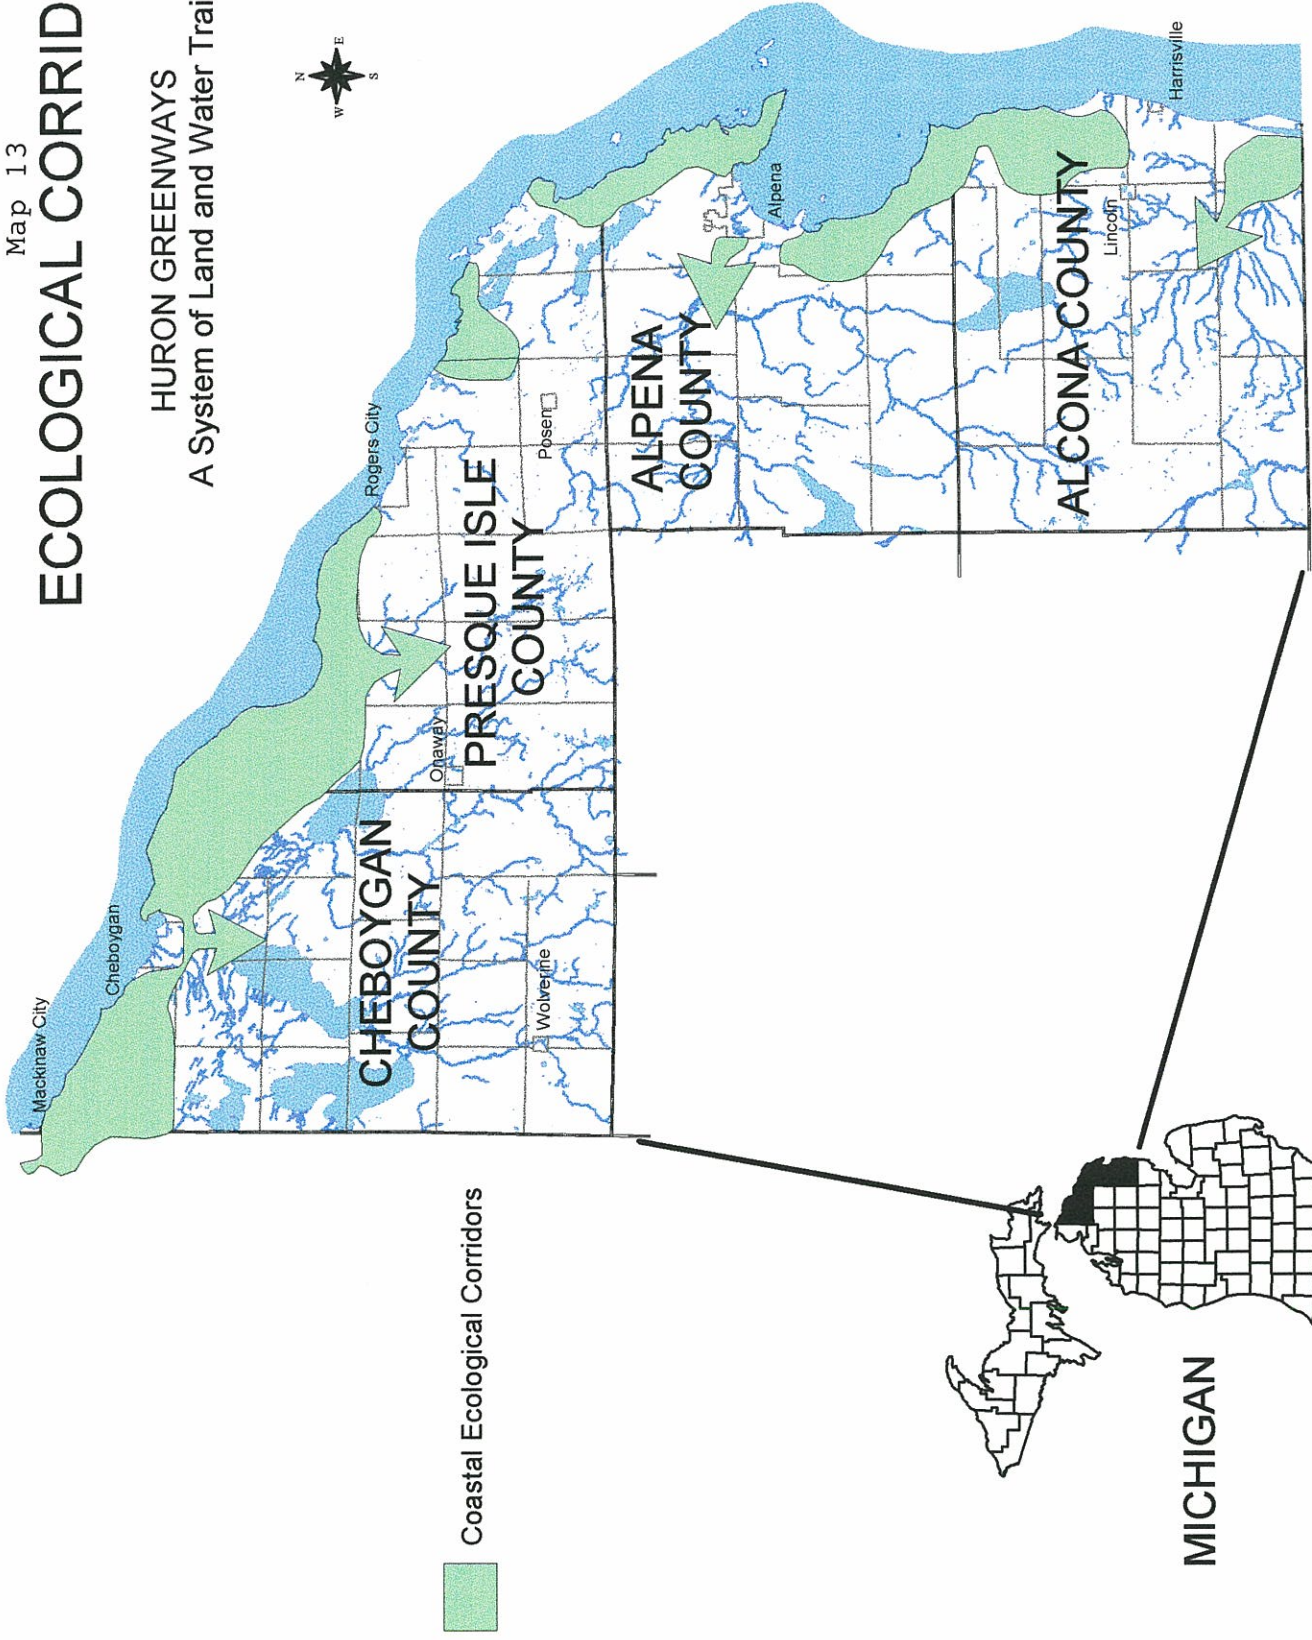 Map 13
ECOLOGICAL CORRID
HURON GREENWAYS
A System of Land and Water Trai
N
W
E
S
Mackinaw City
Cheboygan
Rogers City
Onaway
Posen
Wolverine
CHEBOYGAN
COUNTY
PRESQUE ISLE
COUNTY
ALPENA
COUNTY
Alpena
ALCONA COUNTY
Lincoln
Harrisville
Coastal Ecological Corridors
MICHIGAN